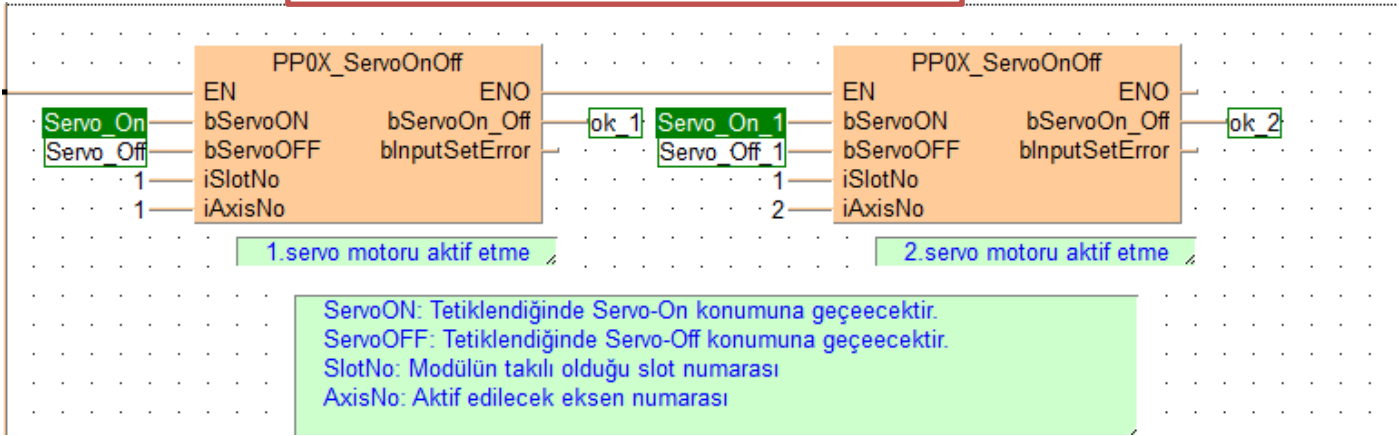 PP0X_ServoOnOff PP0X_ServoOnOff
EN ENO EN ENO
Servo_On bServoON bServoOn_Off ok_1 Servo_On_1 bServoON bServoOn_Off ok_2
Servo_Off bServoOFF bInputSetError Servo_Off_1 bServoOFF bInputSetError
1 iSlotNo 1 iSlotNo
1 iAxisNo 2 iAxisNo
1.servo motoru aktif etme 2.servo motoru aktif etme
ServoON: Tetiklendiğinde Servo-On konumuna geçeecektir.
ServoOFF: Tetiklendiğinde Servo-Off konumuna geçeecektir.
SlotNo: Modülün takılı olduğu slot numarası
AxisNo: Aktif edilecek eksen numarası